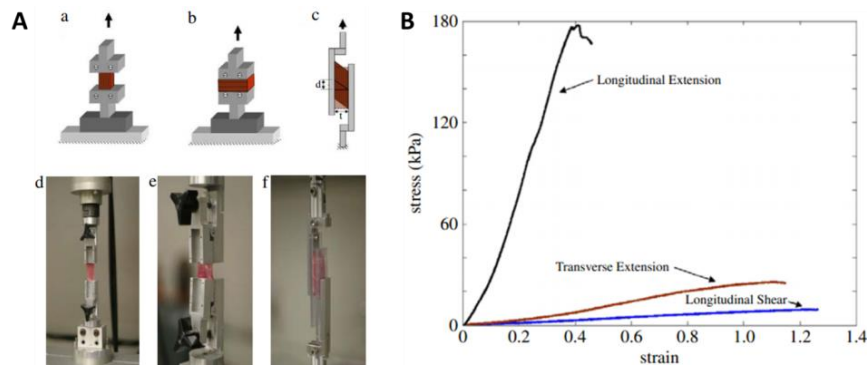 A
a
b
c
d
t
d
e
f
B
180
120
60
0
stress (kPa)
Longitudinal Extension
Transverse Extension
Longitudinal Shear
0 0.2 0.4 0.6 0.8 1.0 1.2 1.4
strain